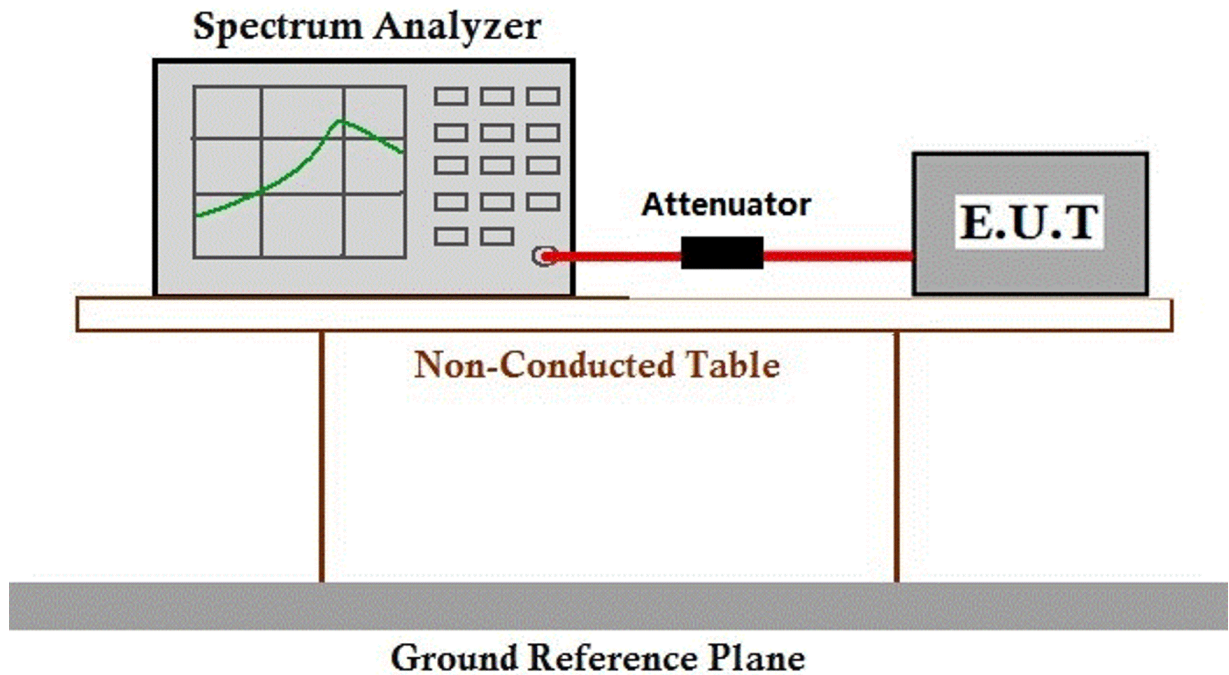 Spectrum Analyzer
Attenuator
E.U.T
Non-Conducted Table
Ground Reference Plane